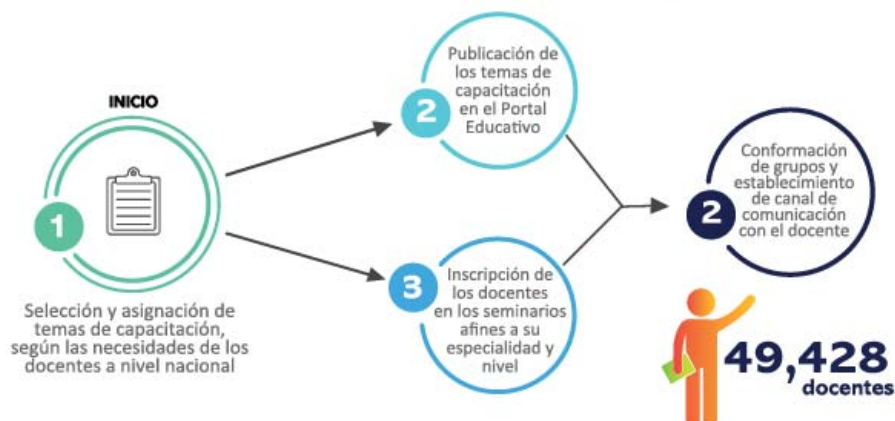 INICIO
1
Selección y asignación de
temas de capacitación,
según las necesidades de los
docentes a nivel nacional
2
Publicación de
los temas de
capacitación
en el Portal
Educativo
3
Inscripción de
los docentes
en los seminarios
afines a su
especialidad y
nivel
2
Conformación
de grupos y
establecimiento
de canal de
comunicación
con el docente
49,428
docentes